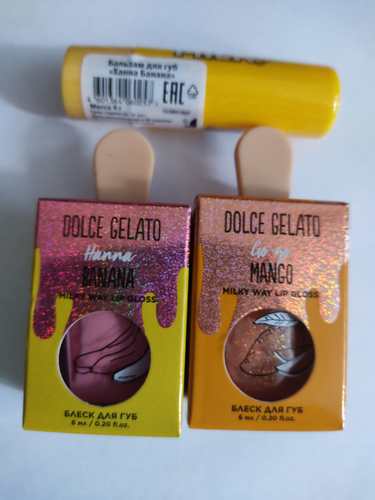 Бальзам для губ
«Ханна Банана»
Масса 4 г
EAC
DOLCE GELATO
Hanna
BANANA
MILKY WAY LIP GLOSS
БЛЕСК ДЛЯ ГУБ
6 мл / 0.20 fl.oz.
DOLCE GELATO
Go go
MANGO
MILKY WAY LIP GLOSS
БЛЕСК ДЛЯ ГУБ
6 мл / 0.20 fl.oz.